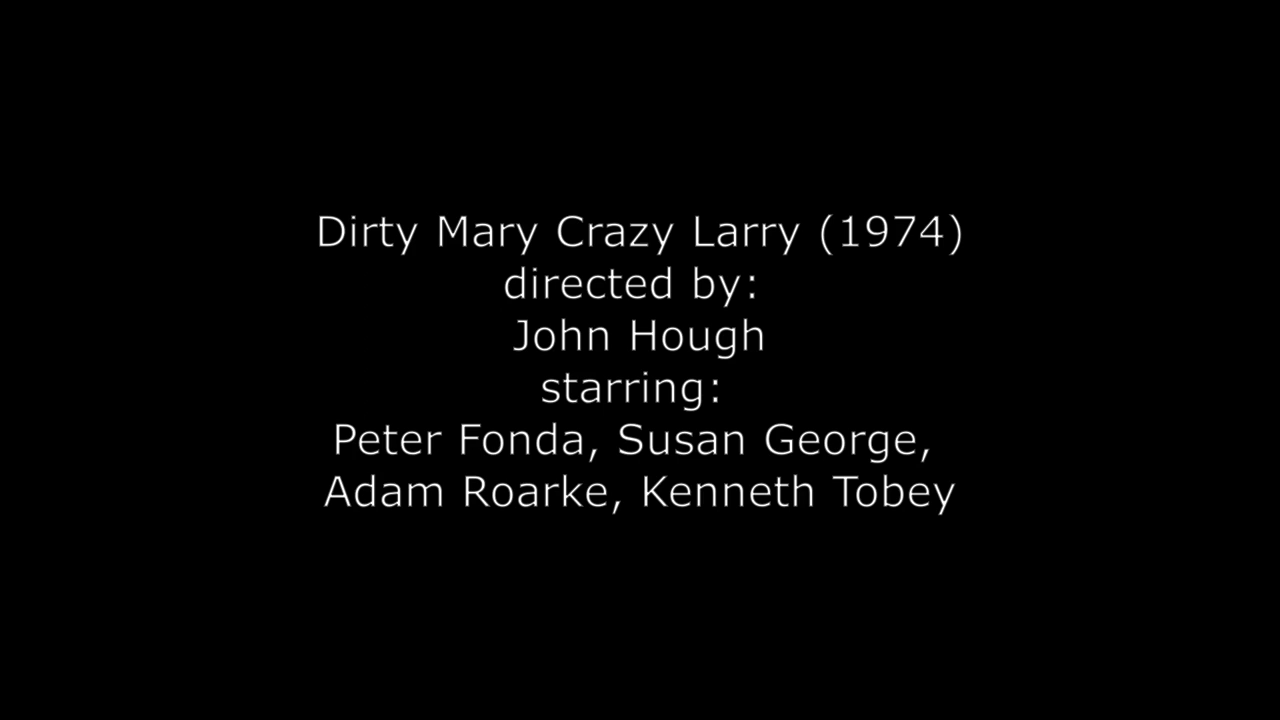 Dirty Mary Crazy Larry (1974)
directed by:
John Hough
starring:
Peter Fonda, Susan George,
Adam Roarke, Kenneth Tobey